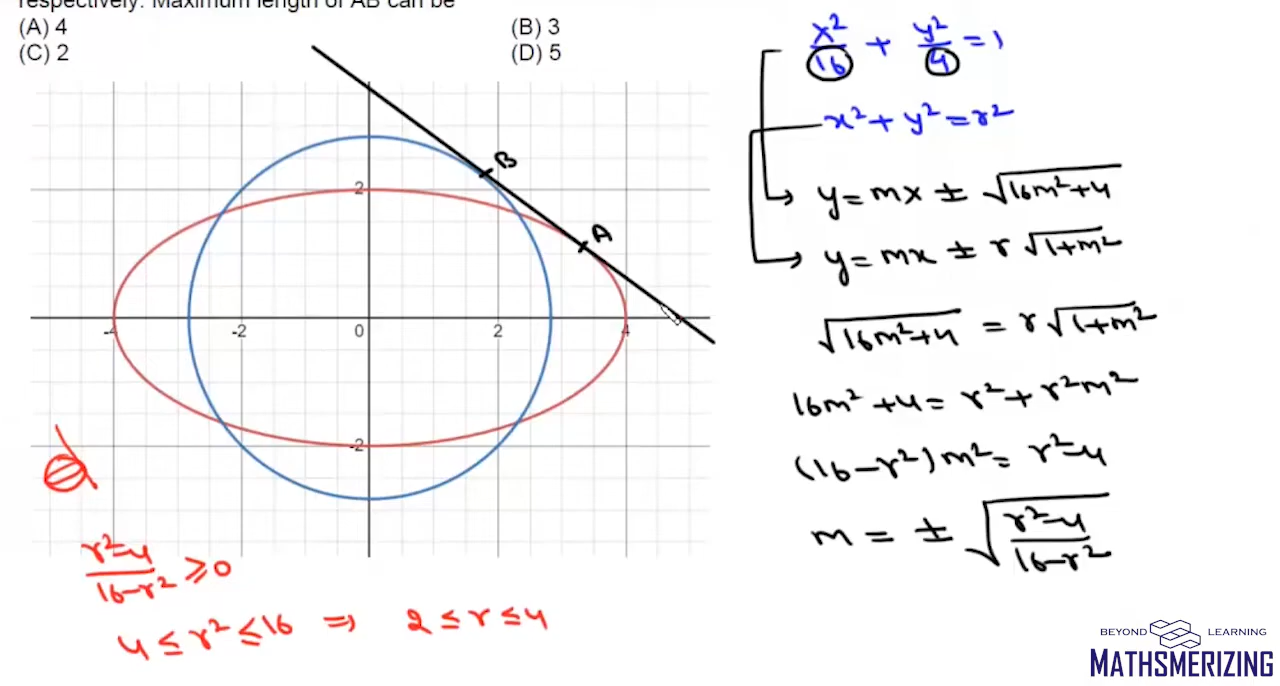 respectively. Maximum length of AB can be
(A) 4 (B) 3
(C) 2 (D) 5
B
A
2
-4 -2 0 2 4
-2
x²/16 + y²/4 = 1
x² + y² = r²
y = mx ± √(16m²+4)
y = mx ± r √(1+m²)
√(16m²+4) = r √(1+m²)
16m² + 4 = r² + r²m²
(16-r²) m² = r²-4
m = ± √((r²-4)/(16-r²))
(r²-4)/(16-r²) ≥ 0
4 ≤ r² ≤ 16 ⇒ 2 ≤ r ≤ 4
BEYOND LEARNING
MATHSMERIZING